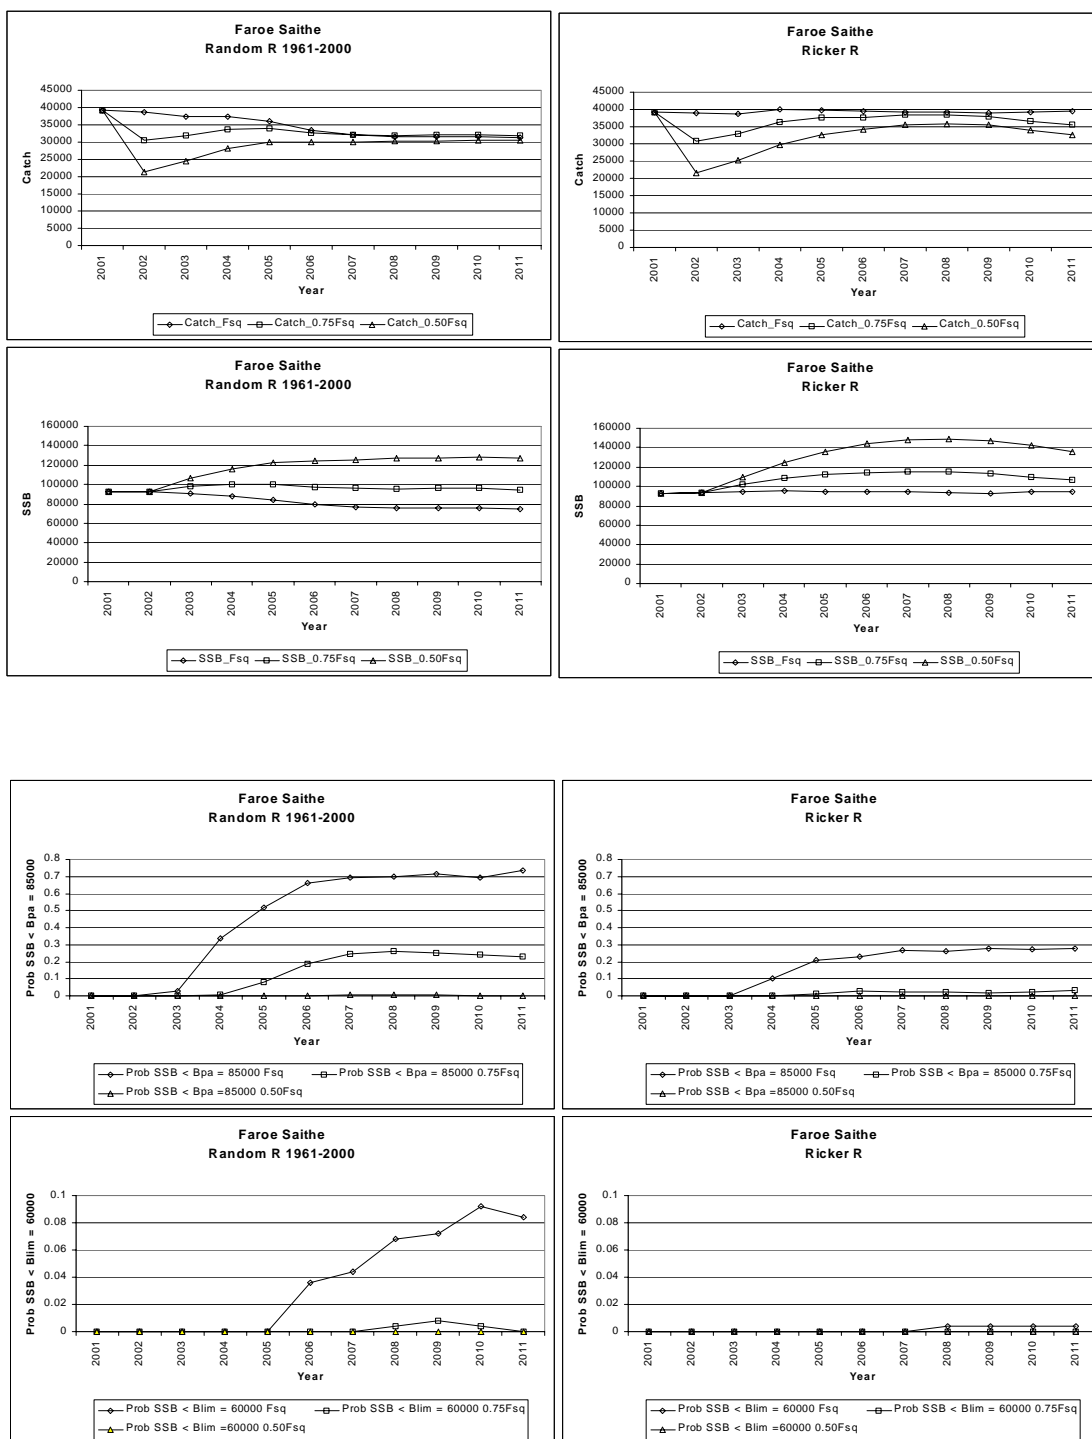 Faroe Saithe
Random R 1961-2000
45000
40000
35000
30000
25000
20000
15000
10000
5000
0
Catch
2001 2002 2003 2004 2005 2006 2007 2008 2009 2010 2011
Year
Catch_Fsq Catch_0.75Fsq Catch_0.50Fsq
Faroe Saithe
Ricker R
45000
40000
35000
30000
25000
20000
15000
10000
5000
0
Catch
2001 2002 2003 2004 2005 2006 2007 2008 2009 2010 2011
Year
Catch_Fsq Catch_0.75Fsq Catch_0.50Fsq
Faroe Saithe
Random R 1961-2000
160000
140000
120000
100000
80000
60000
40000
20000
0
SSB
2001 2002 2003 2004 2005 2006 2007 2008 2009 2010 2011
Year
SSB_Fsq SSB_0.75Fsq SSB_0.50Fsq
Faroe Saithe
Ricker R
160000
140000
120000
100000
80000
60000
40000
20000
0
SSB
2001 2002 2003 2004 2005 2006 2007 2008 2009 2010 2011
Year
SSB_Fsq SSB_0.75Fsq SSB_0.50Fsq
Faroe Saithe
Random R 1961-2000
0.8
0.7
0.6
0.5
0.4
0.3
0.2
0.1
0
Prob SSB < Bpa = 85000
2001 2002 2003 2004 2005 2006 2007 2008 2009 2010 2011
Year
Prob SSB < Bpa = 85000 Fsq Prob SSB < Bpa = 85000 0.75Fsq
Prob SSB < Bpa =85000 0.50Fsq
Faroe Saithe
Ricker R
0.8
0.7
0.6
0.5
0.4
0.3
0.2
0.1
0
Prob SSB < Bpa = 85000
2001 2002 2003 2004 2005 2006 2007 2008 2009 2010 2011
Year
Prob SSB < Bpa = 85000 Fsq Prob SSB < Bpa = 85000 0.75Fsq
Prob SSB < Bpa =85000 0.50Fsq
Faroe Saithe
Random R 1961-2000
0.1
0.08
0.06
0.04
0.02
0
Prob SSB < Blim = 60000
2001 2002 2003 2004 2005 2006 2007 2008 2009 2010 2011
Year
Prob SSB < Blim = 60000 Fsq Prob SSB < Blim = 60000 0.75Fsq
Prob SSB < Blim =60000 0.50Fsq
Faroe Saithe
Ricker R
0.1
0.08
0.06
0.04
0.02
0
Prob SSB < Blim = 60000
2001 2002 2003 2004 2005 2006 2007 2008 2009 2010 2011
Year
Prob SSB < Blim = 60000 Fsq Prob SSB < Blim = 60000 0.75Fsq
Prob SSB < Blim =60000 0.50Fsq